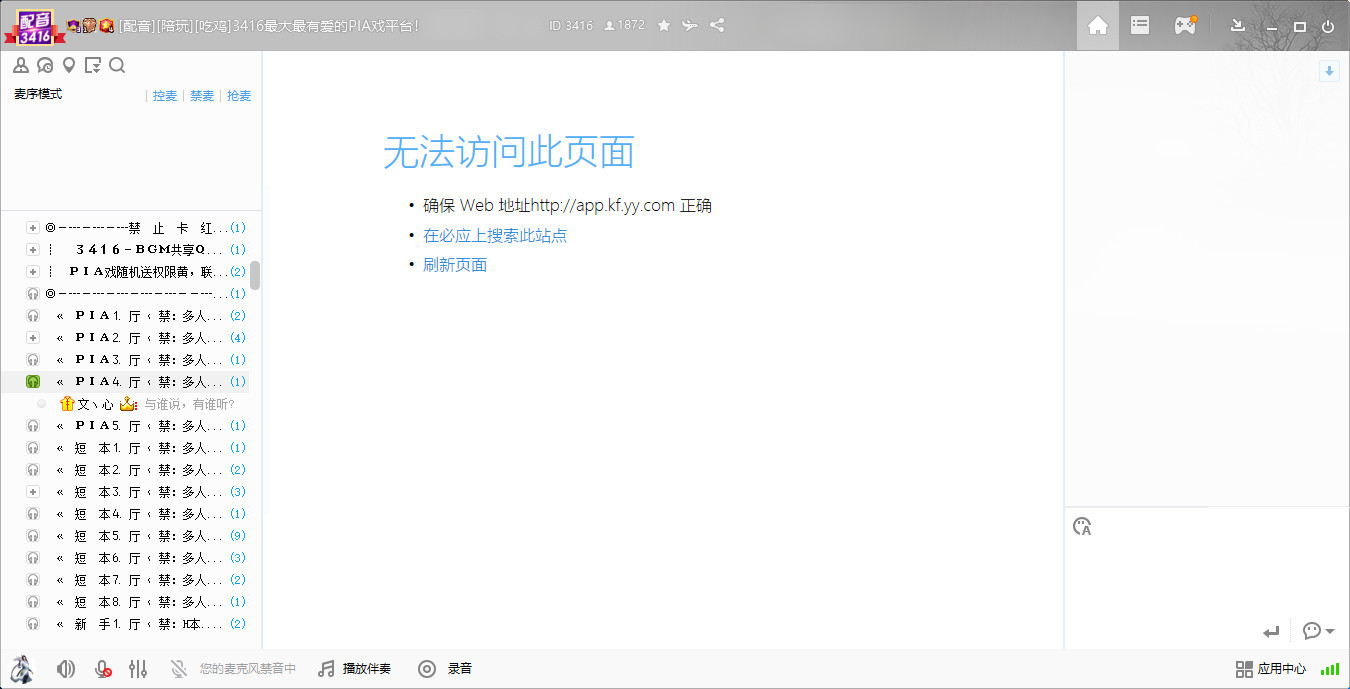 配音
3416
[配音][陪玩][吃鸡]3416最大最有爱的PIA戏平台!
ID 3416 1872
麦序模式 | 控麦 | 禁麦 | 抢麦
◎------------禁 止 卡 红...(1)
┊ 3416-BGM共享Q...(1)
┊ PIA戏随机送权限黄，联...(2)
◎------------------------...(1)
« PIA1. 厅‹禁：多人...(2)
« PIA2. 厅‹禁：多人...(4)
« PIA3. 厅‹禁：多人...(1)
« PIA4. 厅‹禁：多人...(1)
文ヽ心 与谁说，有谁听?
« PIA5. 厅‹禁：多人...(1)
« 短 本1. 厅‹禁：多人...(1)
« 短 本2. 厅‹禁：多人...(2)
« 短 本3. 厅‹禁：多人...(3)
« 短 本4. 厅‹禁：多人...(1)
« 短 本5. 厅‹禁：多人...(9)
« 短 本6. 厅‹禁：多人...(3)
« 短 本7. 厅‹禁：多人...(2)
« 短 本8. 厅‹禁：多人...(1)
« 新 手1. 厅‹禁：H本....(2)
无法访问此页面
• 确保 Web 地址http://app.kf.yy.com 正确
• 在必应上搜索此站点
• 刷新页面
您的麦克风禁音中 播放伴奏 录音 应用中心